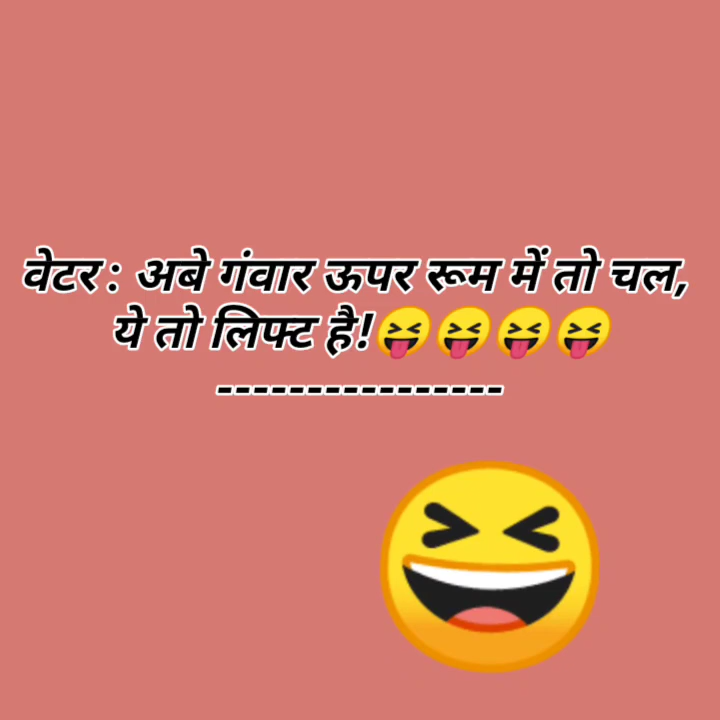 वेटर : अबे गंवार ऊपर रूम में तो चल,
ये तो लिफ्ट है!😝😝😝😝
----------------